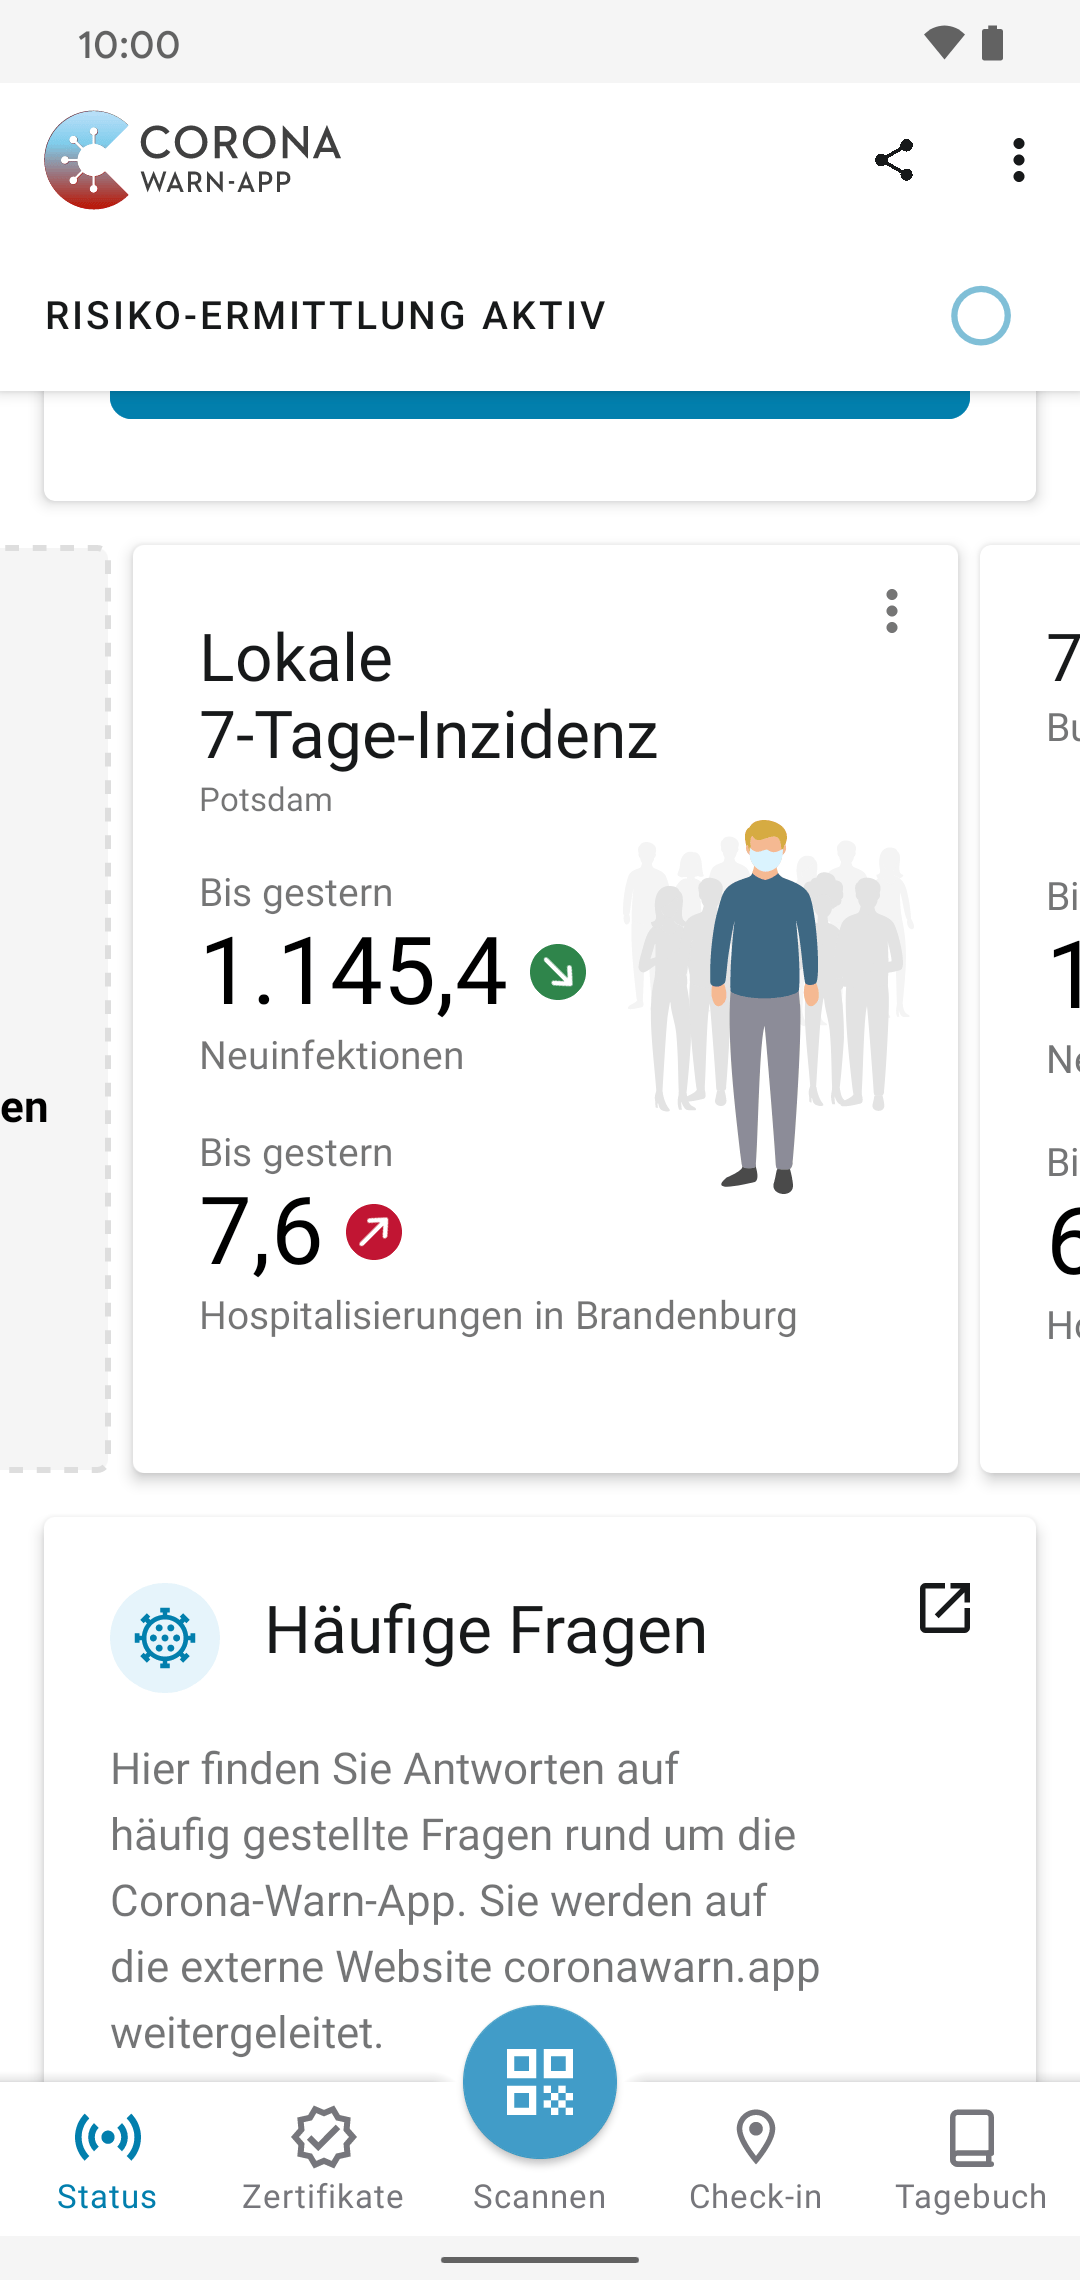 10:00
CORONA
WARN-APP
RISIKO-ERMITTLUNG AKTIV
Lokale
7-Tage-Inzidenz
Potsdam
Bis gestern
1.145,4
Neuinfektionen
Bis gestern
7,6
Hospitalisierungen in Brandenburg
en
7
Bu
Bi
1
Ne
Bi
6
Ho
Häufige Fragen
Hier finden Sie Antworten auf
häufig gestellte Fragen rund um die
Corona-Warn-App. Sie werden auf
die externe Website coronawarn.app
weitergeleitet.
Status
Zertifikate
Scannen
Check-in
Tagebuch